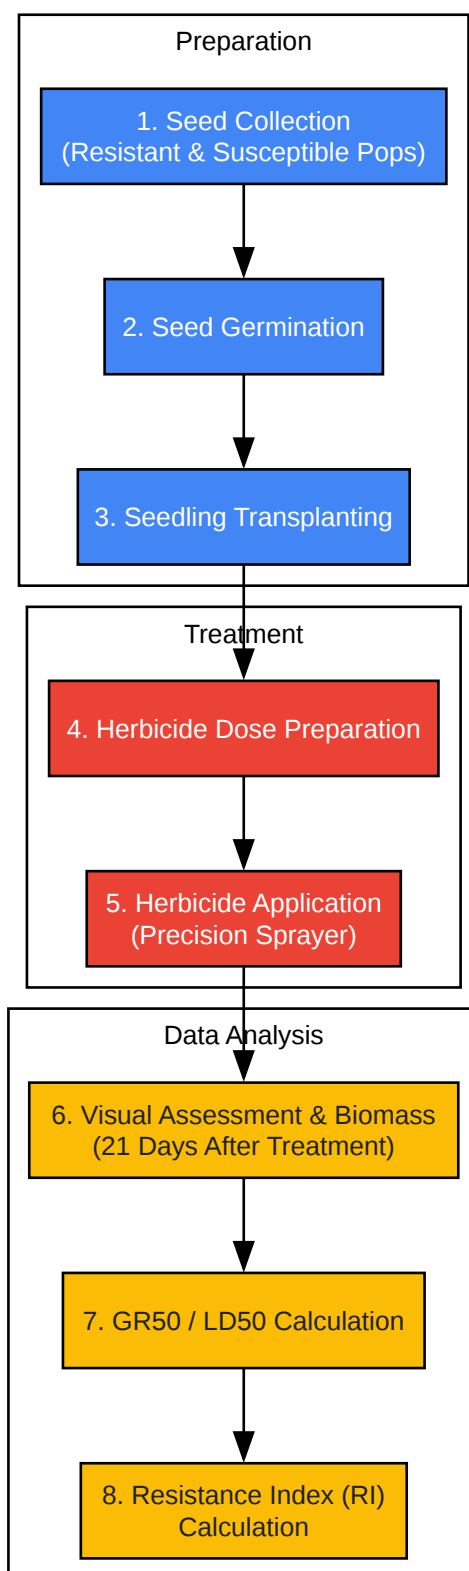 Preparation
1. Seed Collection
(Resistant & Susceptible Pops)
2. Seed Germination
3. Seedling Transplanting
Treatment
4. Herbicide Dose Preparation
5. Herbicide Application
(Precision Sprayer)
Data Analysis
6. Visual Assessment & Biomass
(21 Days After Treatment)
7. GR50 / LD50 Calculation
8. Resistance Index (RI)
Calculation